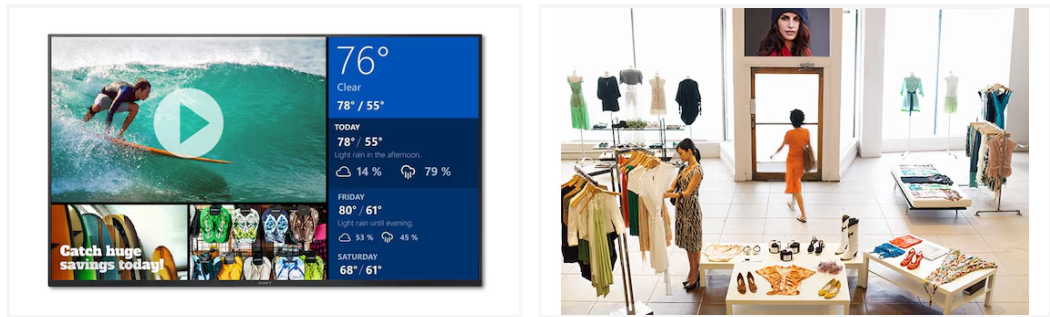 76°
Clear
78° / 55°
TODAY
78° / 55°
Light rain in the afternoon.
14 % 79 %
FRIDAY
80° / 61°
Light rain until evening.
53 % 45 %
SATURDAY
68° / 61°
Catch huge
savings today!
SONY